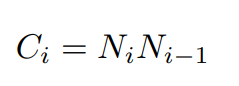 C_i = N_i N_{i-1}